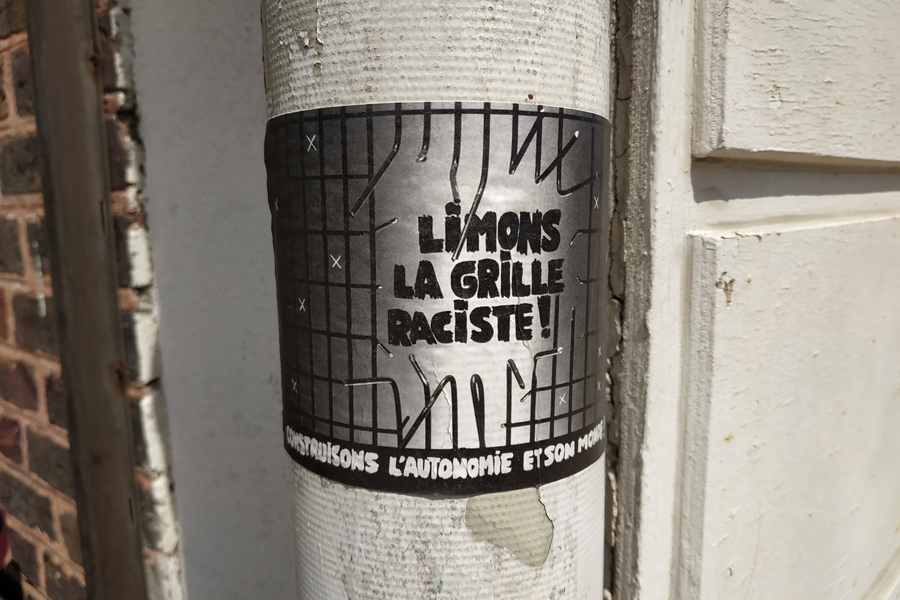 LIMONS
LA GRILLE
RACISTE!
CONSTRUISONS L'AUTONOMIE ET SON MONDE